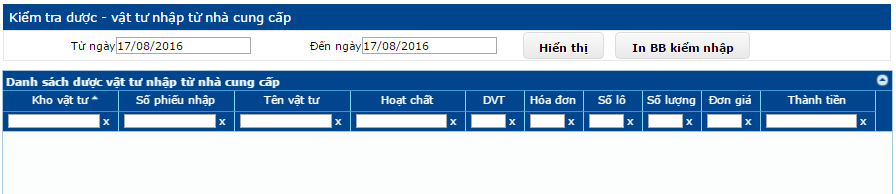 Kiểm tra dược - vật tư nhập từ nhà cung cấp
Từ ngày 17/08/2016 Đến ngày 17/08/2016 Hiển thị In BB kiểm nhập
Danh sách dược vật tư nhập từ nhà cung cấp
Kho vật tư Số phiếu nhập Tên vật tư Hoạt chất DVT Hóa đơn Số lô Số lượng Đơn giá Thành tiền
x x x x x x x x x x